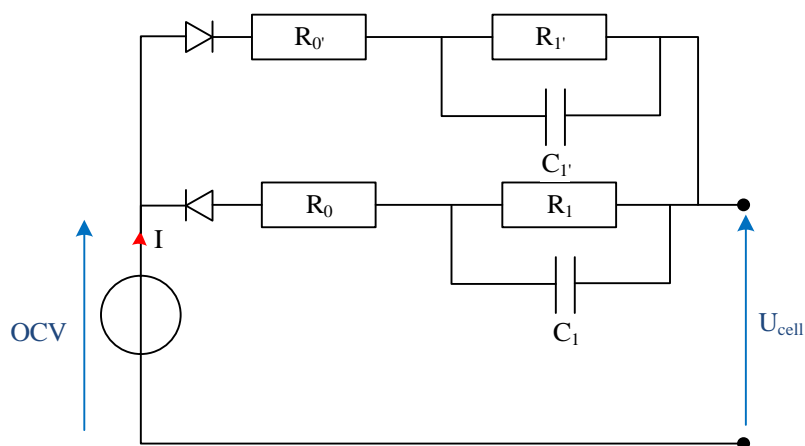 R0' R1'
C1'
R0 R1
I
OCV
C1
Ucell